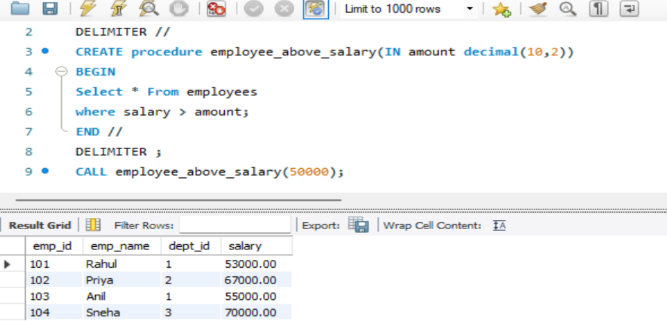 Limit to 1000 rows
2 DELIMITER //
3 CREATE procedure employee_above_salary(IN amount decimal(10,2))
4 BEGIN
5 Select * From employees
6 where salary > amount;
7 END //
8 DELIMITER ;
9 CALL employee_above_salary(50000);
Result Grid Filter Rows: Export: Wrap Cell Content:
emp_id emp_name dept_id salary
101 Rahul 1 53000.00
102 Priya 2 67000.00
103 Anil 1 55000.00
104 Sneha 3 70000.00